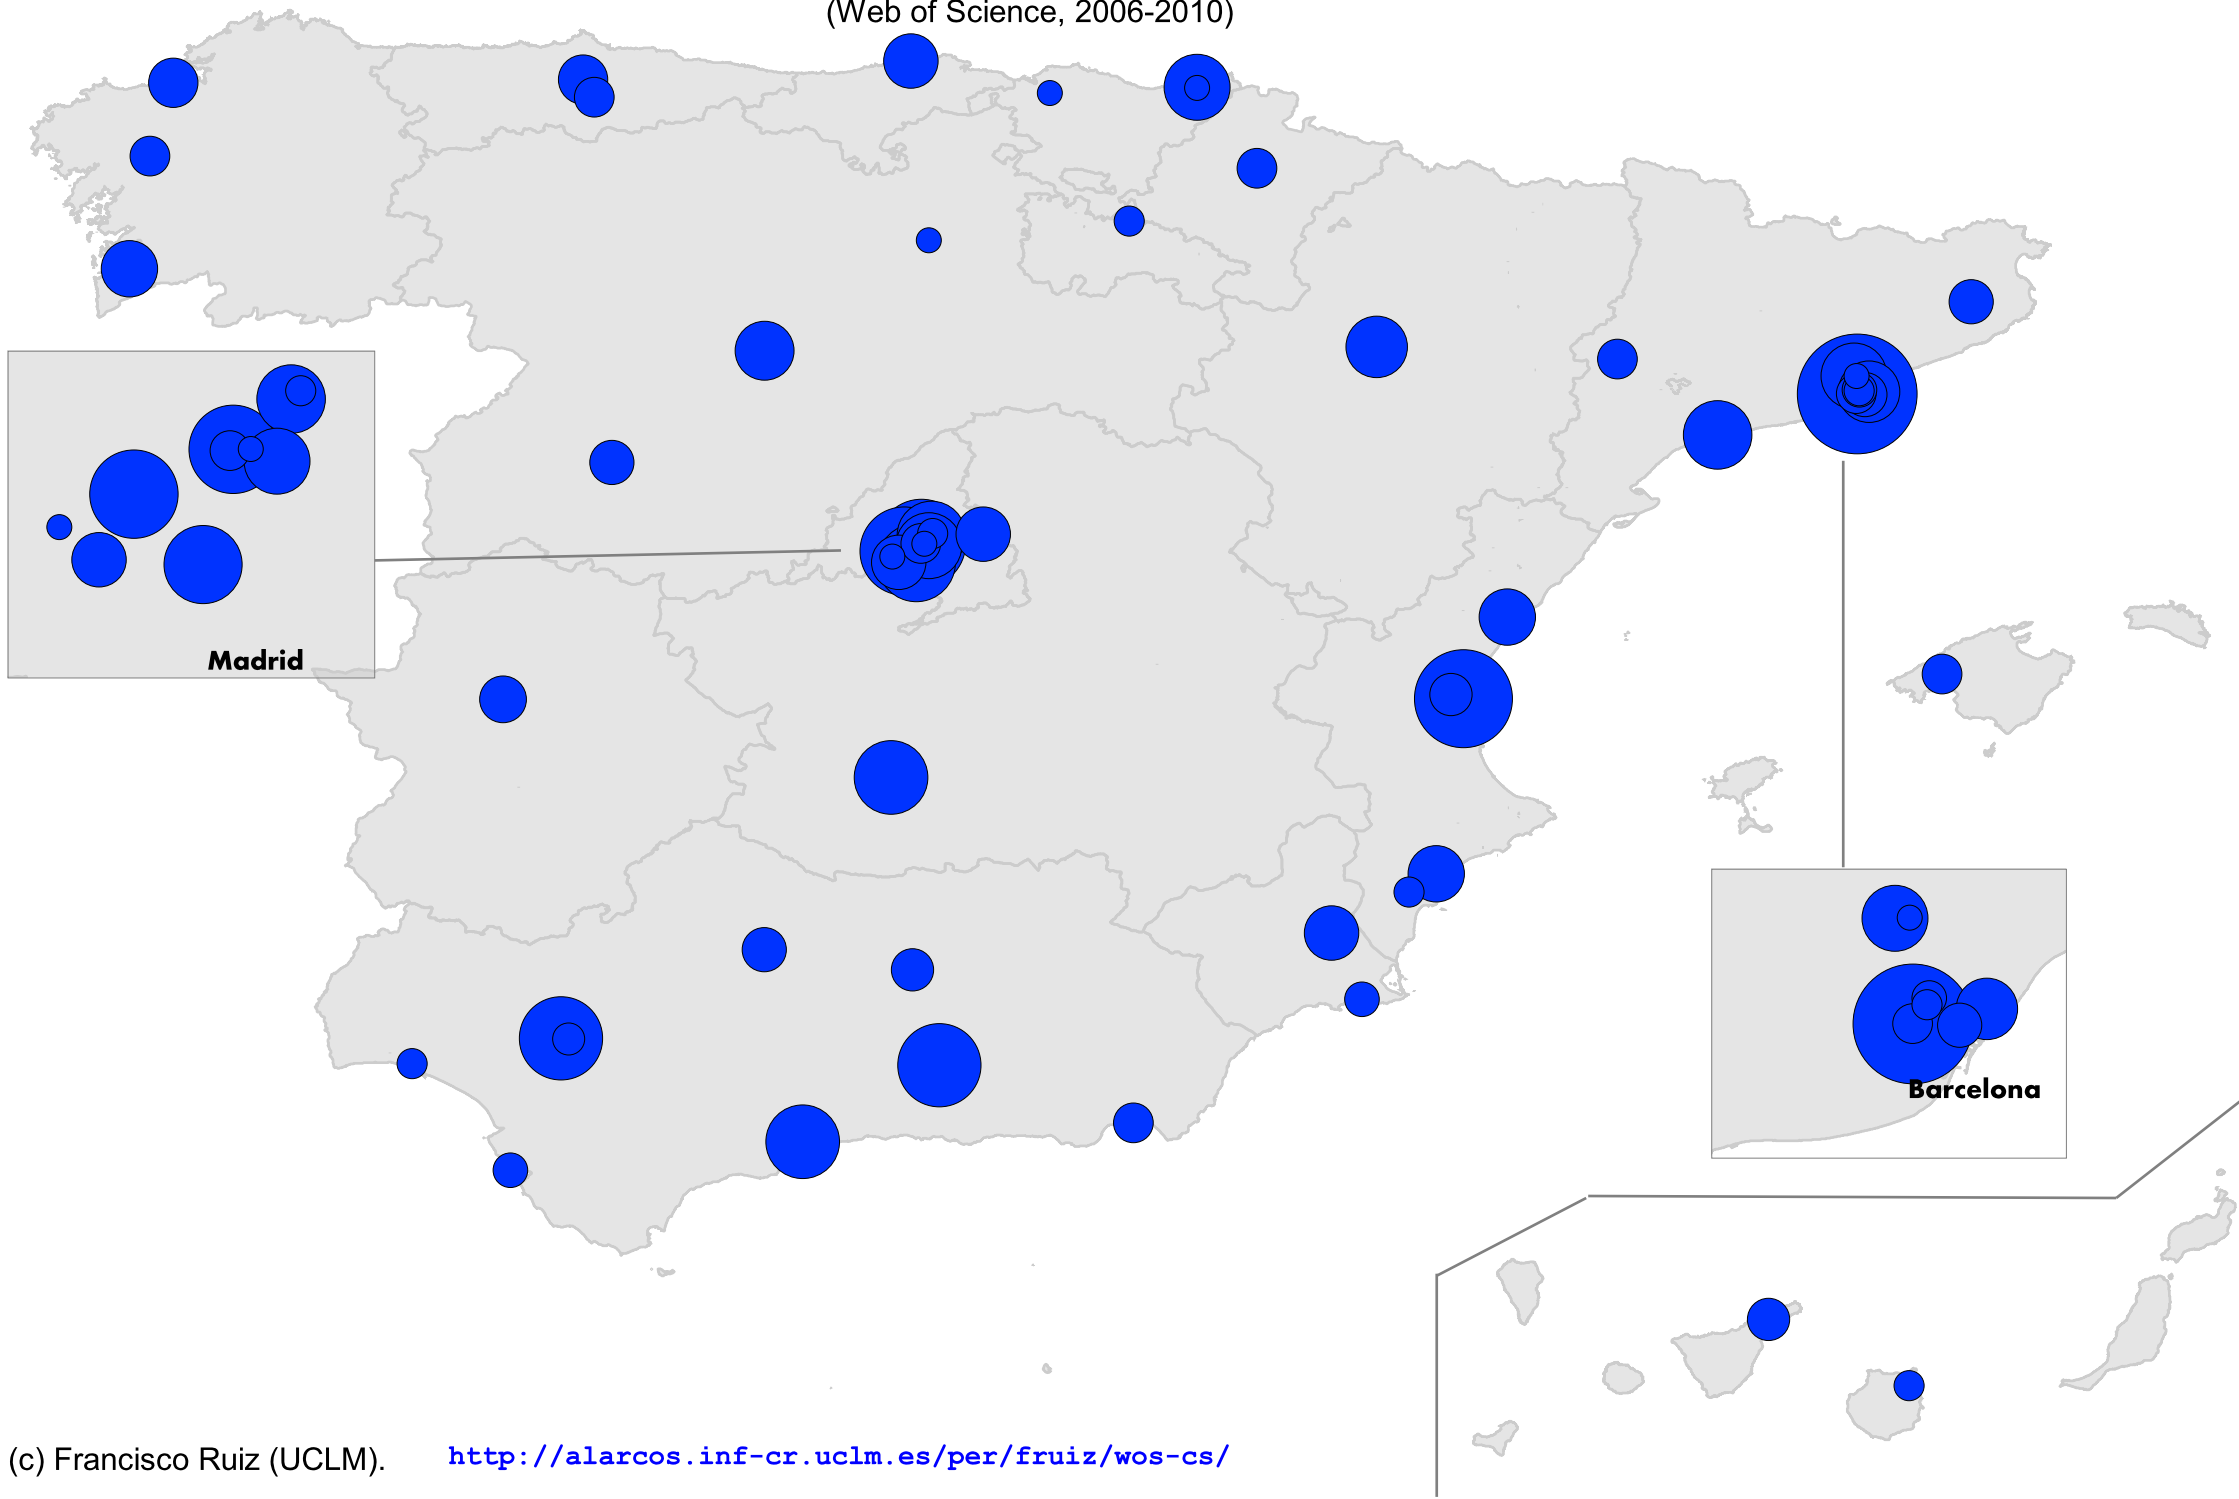 (Web of Science, 2006-2010)
Madrid
Barcelona
(c) Francisco Ruiz (UCLM). http://alarcos.inf-cr.uclm.es/per/fruiz/wos-cs/